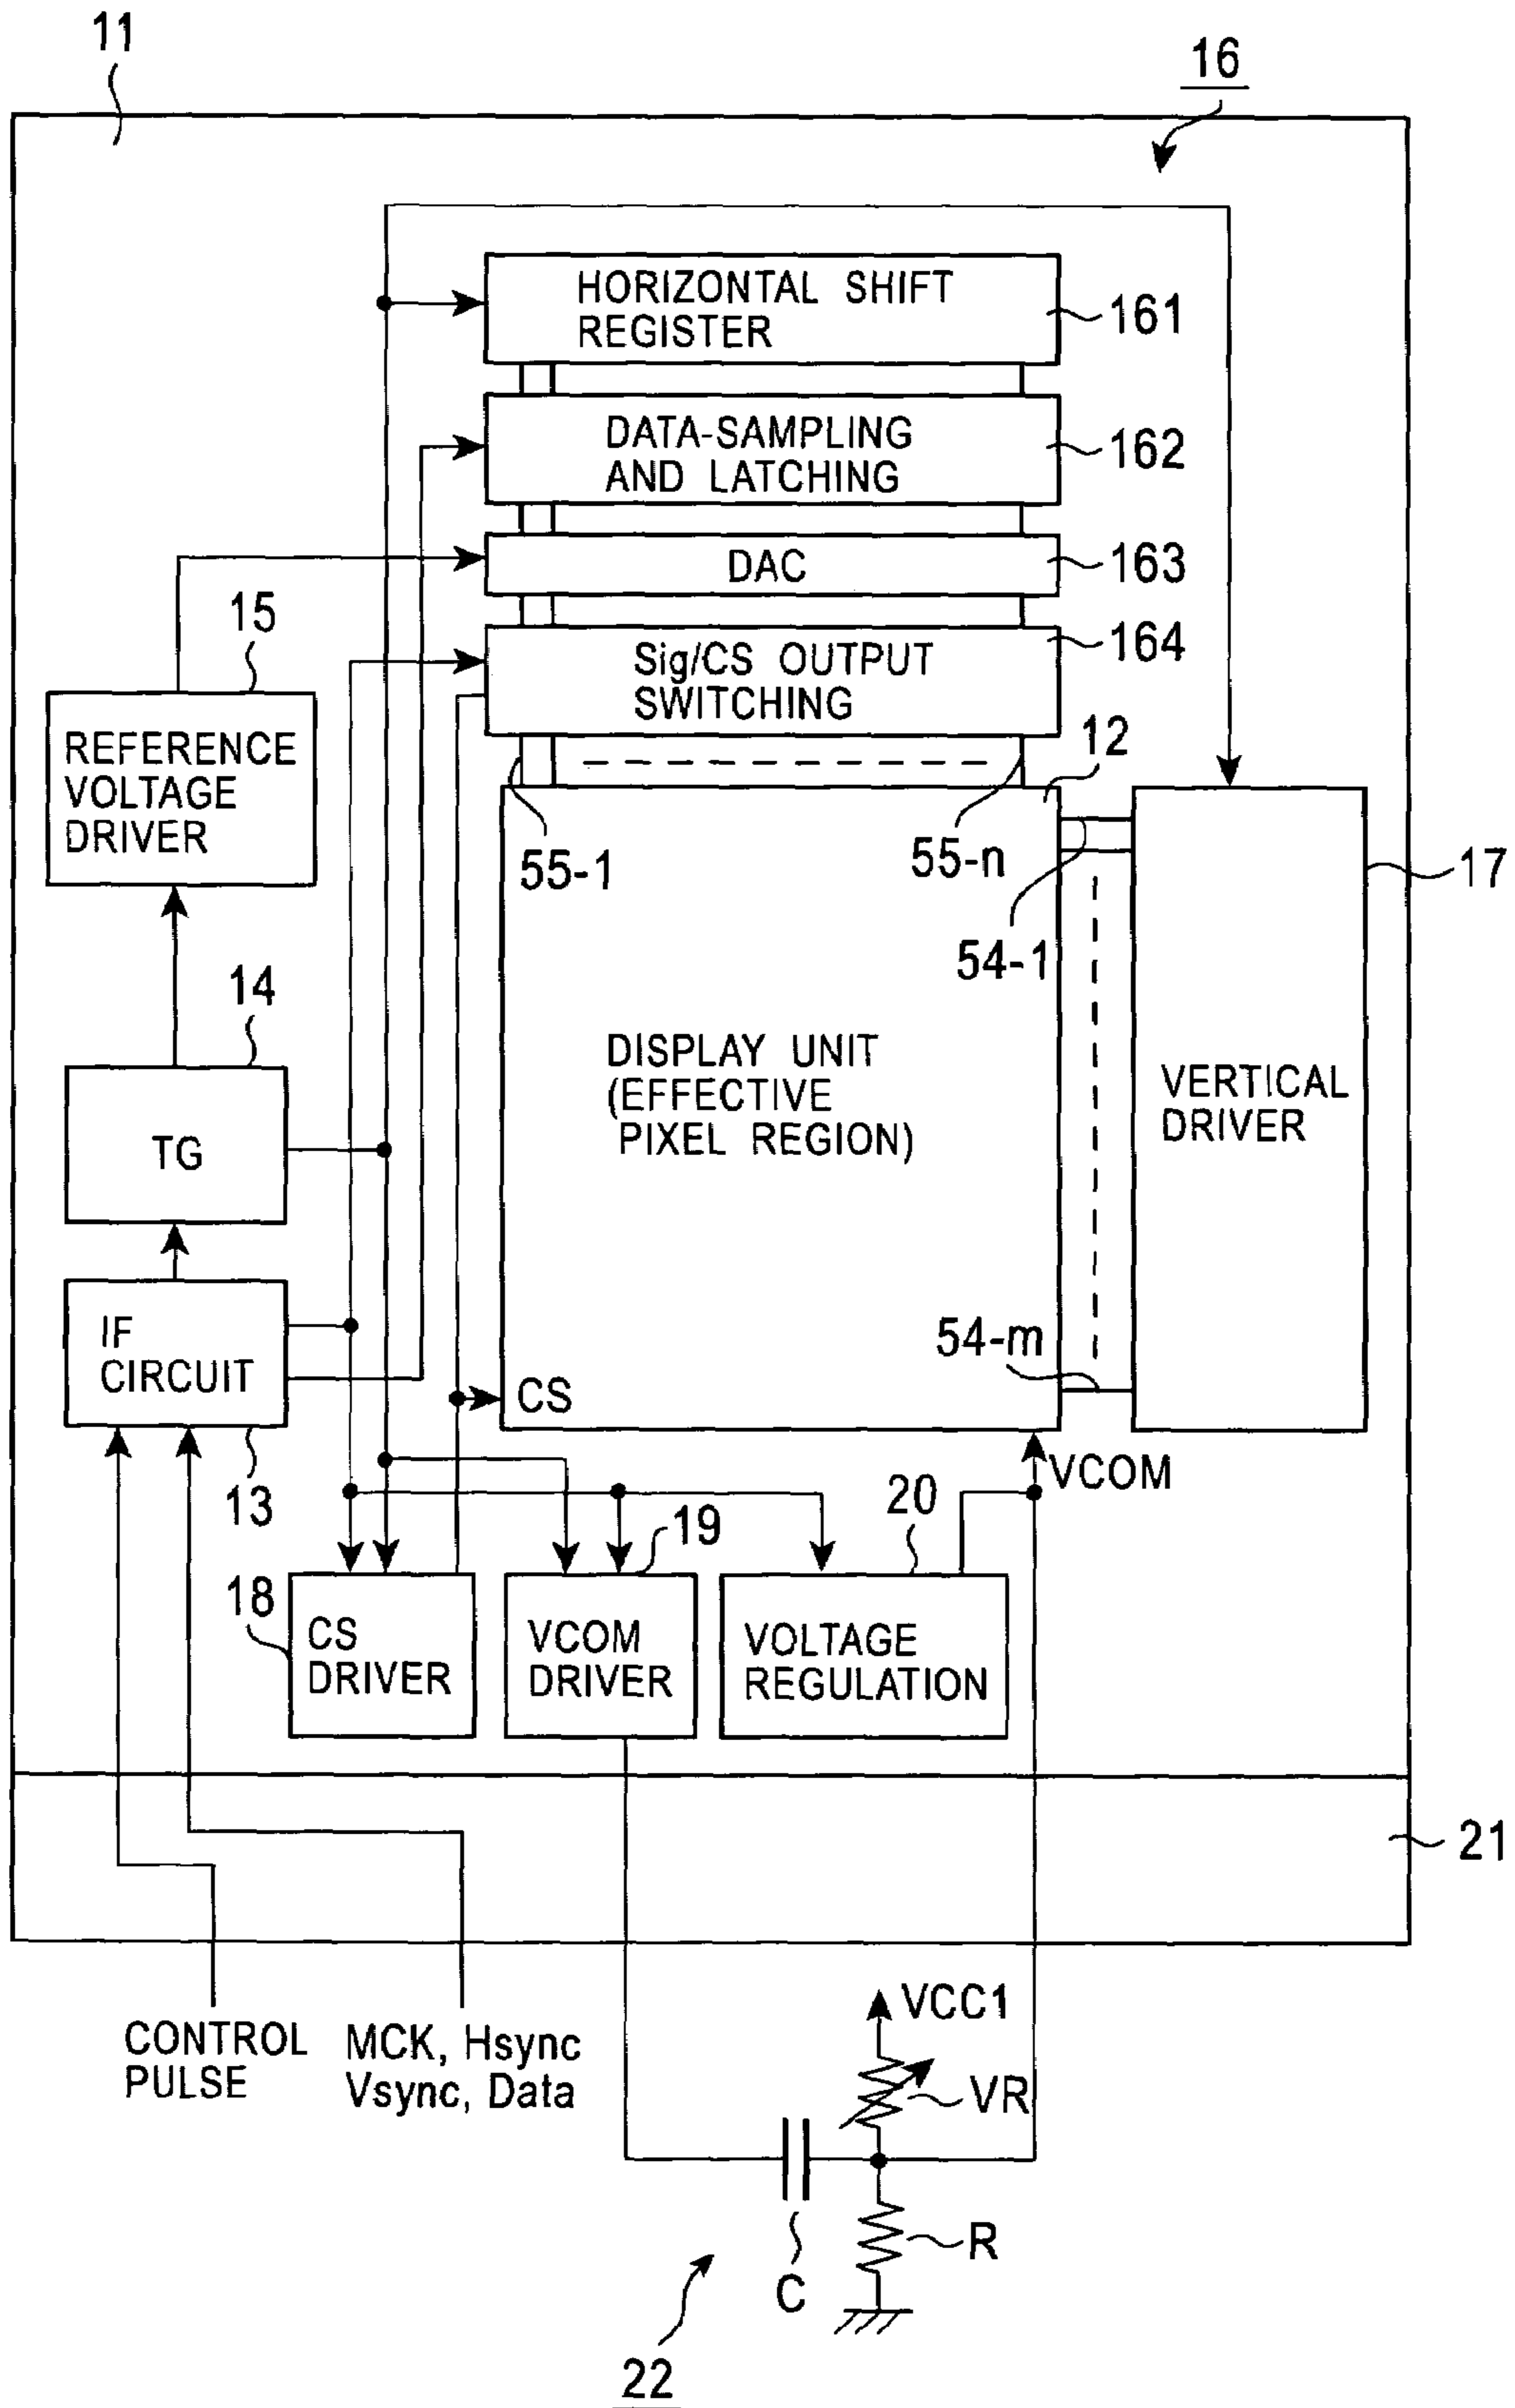 11
16
HORIZONTAL SHIFT
REGISTER
161
DATA-SAMPLING
AND LATCHING
162
DAC
163
15
Sig/CS OUTPUT
SWITCHING
164
REFERENCE
VOLTAGE
DRIVER
12
55-1
55-n
17
54-1
14
DISPLAY UNIT
(EFFECTIVE
PIXEL REGION)
VERTICAL
DRIVER
TG
IF
CIRCUIT
54-m
CS
13
VCOM
20
19
18
CS
DRIVER
VCOM
DRIVER
VOLTAGE
REGULATION
21
CONTROL
PULSE
MCK, Hsync
Vsync, Data
VCC1
VR
R
C
22